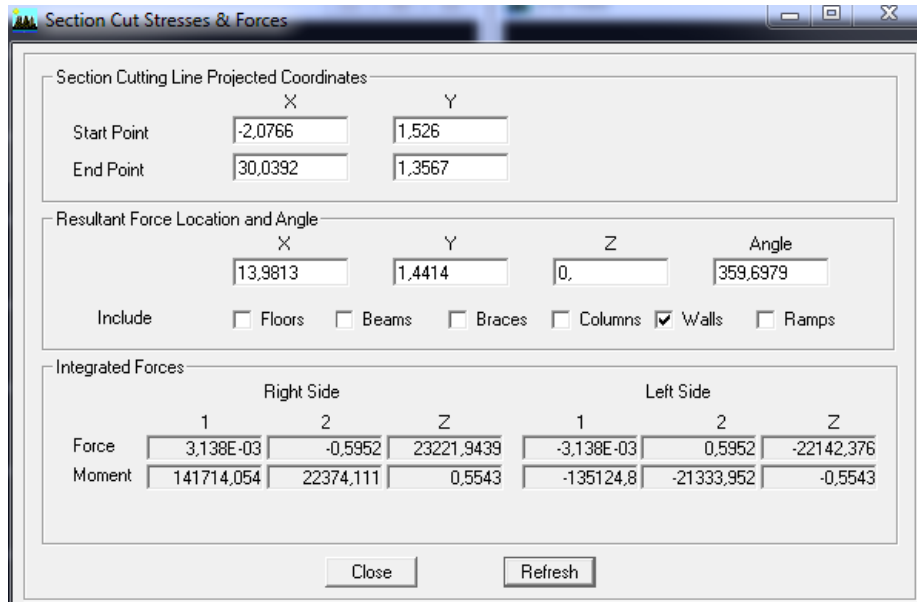 Section Cut Stresses & Forces
Section Cutting Line Projected Coordinates
X Y
Start Point -2,0766 1,526
End Point 30,0392 1,3567
Resultant Force Location and Angle
X Y Z Angle
13,9813 1,4414 0, 359,6979
Include Floors Beams Braces Columns Walls Ramps
Integrated Forces
Right Side Left Side
1 2 Z 1 2 Z
Force 3,138E-03 -0,5952 23221,9439 -3,138E-03 0,5952 -22142,376
Moment 141714,054 22374,111 0,5543 -135124,8 -21333,952 -0,5543
Close Refresh